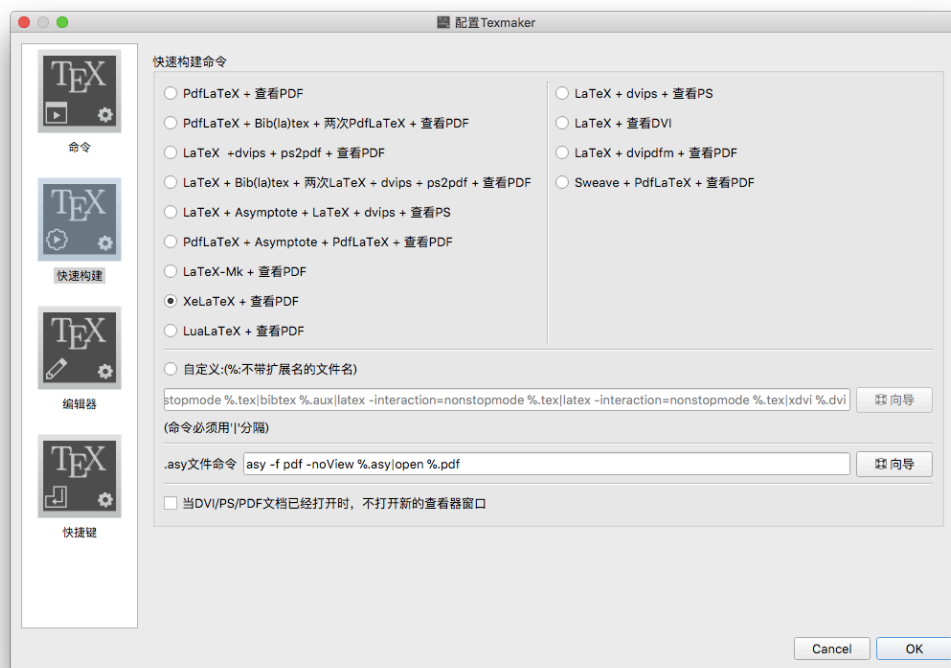 配置Texmaker
TEX
命令
TEX
快速构建
TEX
编辑器
TEX
快捷键
快速构建命令
PdfLaTeX + 查看PDF
PdfLaTeX + Bib(la)tex + 两次PdfLaTeX + 查看PDF
LaTeX +dvips + ps2pdf + 查看PDF
LaTeX + Bib(la)tex + 两次LaTeX + dvips + ps2pdf + 查看PDF
LaTeX + Asymptote + LaTeX + dvips + 查看PS
PdfLaTeX + Asymptote + PdfLaTeX + 查看PDF
LaTeX-Mk + 查看PDF
XeLaTeX + 查看PDF
LuaLaTeX + 查看PDF
LaTeX + dvips + 查看PS
LaTeX + 查看DVI
LaTeX + dvipdfm + 查看PDF
Sweave + PdfLaTeX + 查看PDF
自定义:(%:不带扩展名的文件名)
stopmode %.tex|bibtex %.aux|latex -interaction=nonstopmode %.tex|latex -interaction=nonstopmode %.tex|xdvi %.dvi
向导
(命令必须用'|'分隔)
.asy文件命令
asy -f pdf -noView %.asy|open %.pdf
向导
当DVI/PS/PDF文档已经打开时，不打开新的查看器窗口
Cancel
OK